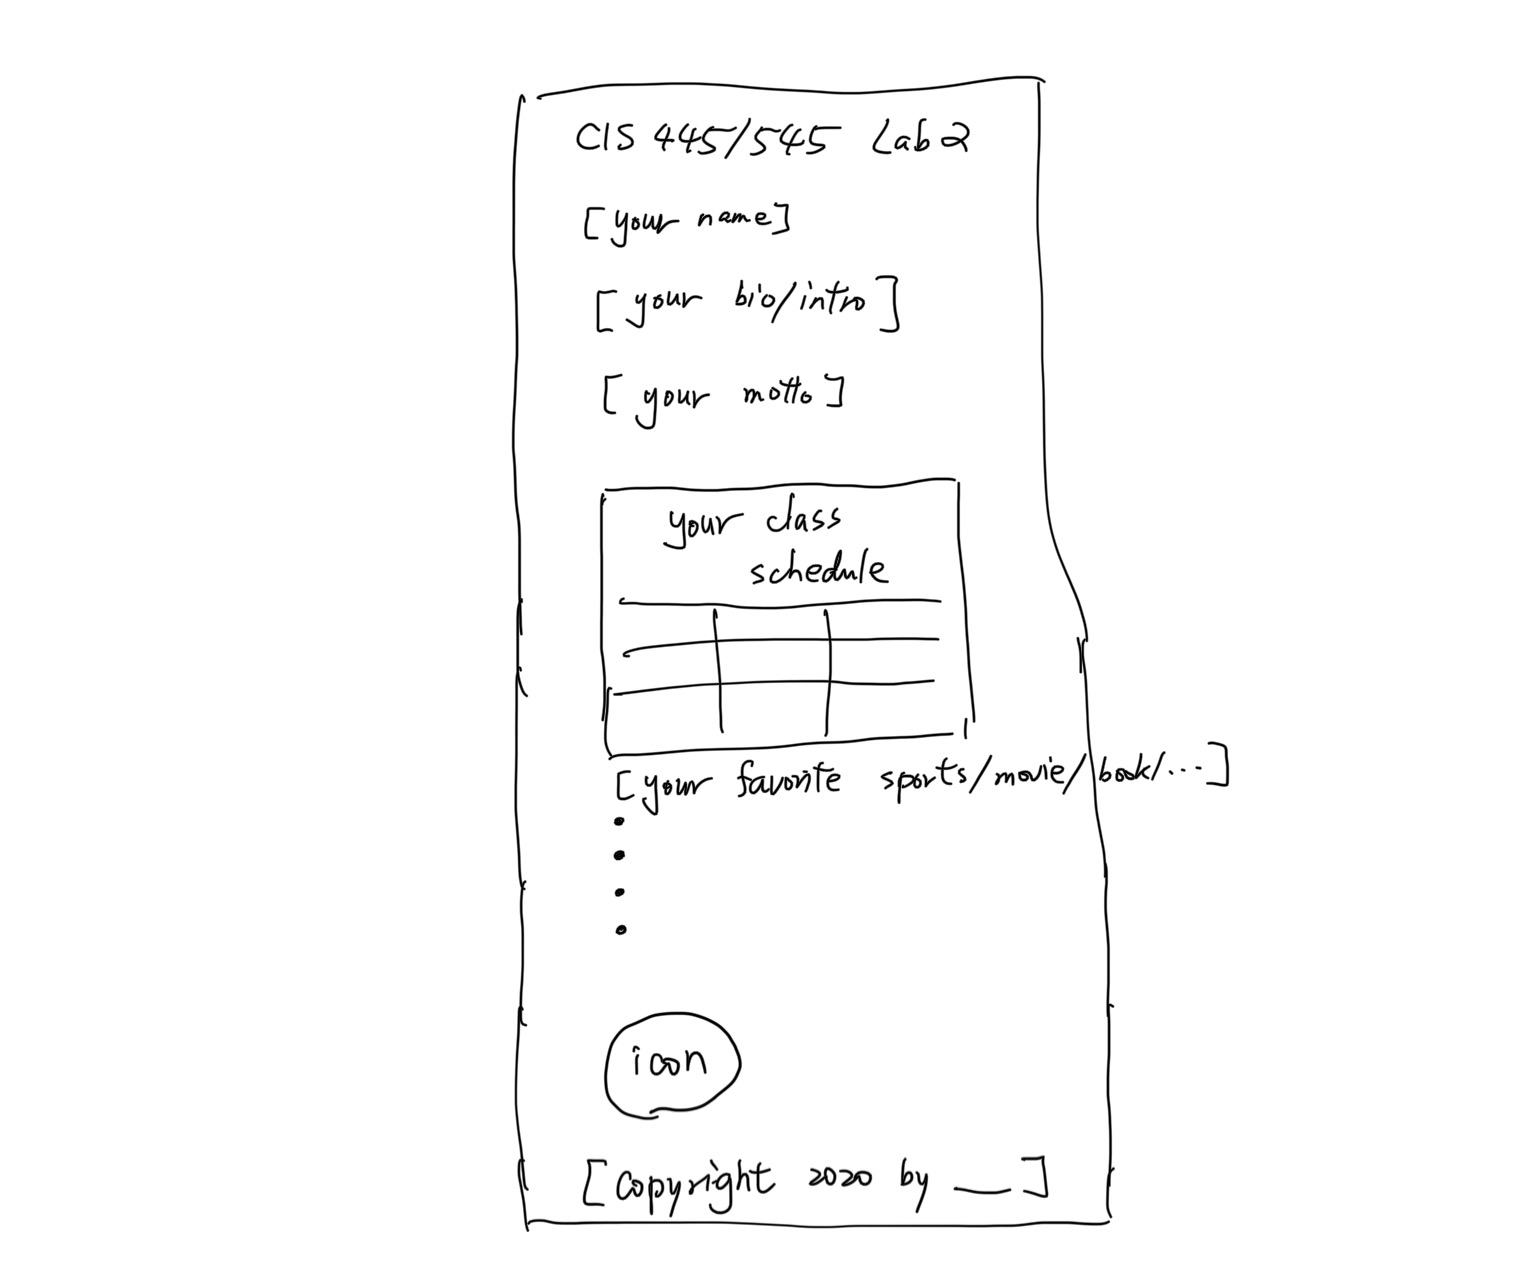 CIS 445/545 Lab 2
[your name]
[your bio/intro]
[your motto]
your class
schedule
[your favorite sports/movie/book/...]
icon
[Copyright 2020 by __]